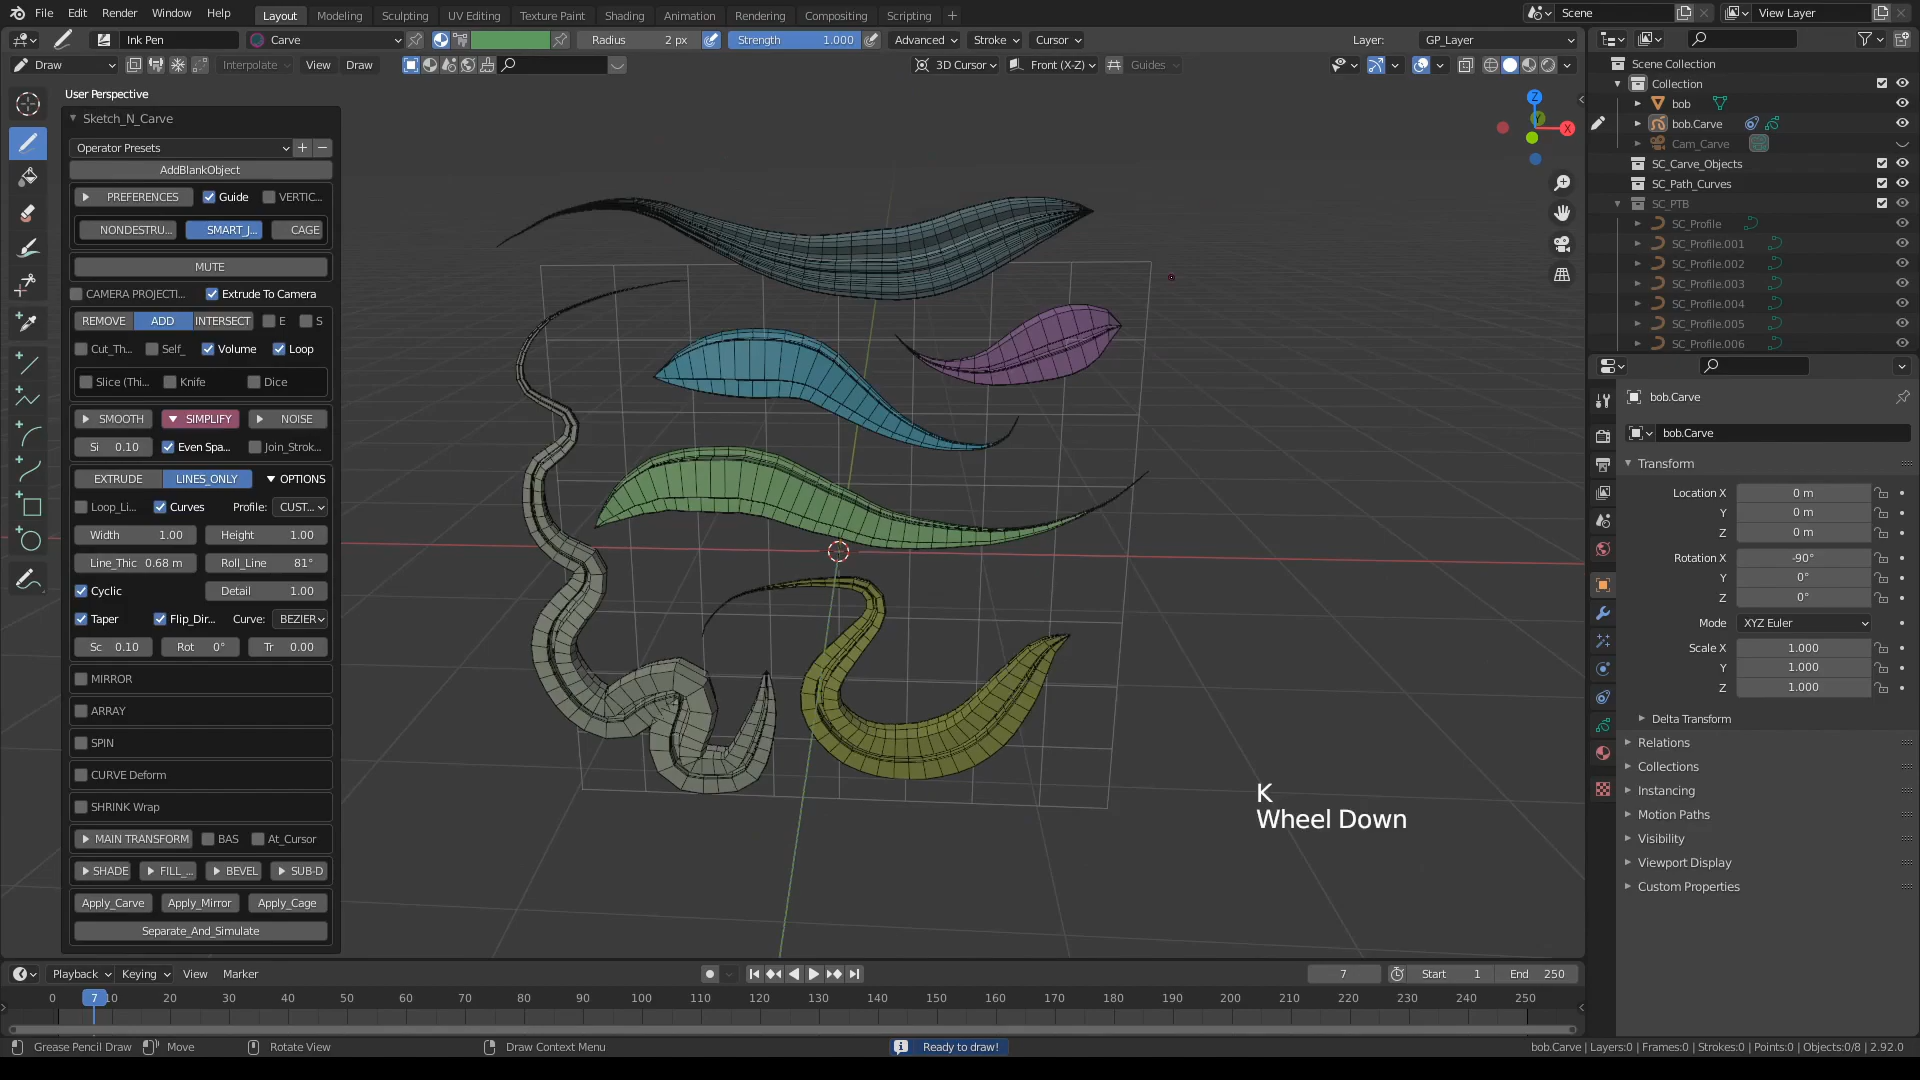 File Edit Render Window Help Layout Modeling Sculpting UV Editing Texture Paint Shading Animation Rendering Compositing Scripting + Scene View Layer
Ink Pen Carve Radius 2 px Strength 1.000 Advanced Stroke Cursor Layer: GP_Layer
Draw Interpolate View Draw 3D Cursor Front (X-Z) Guides
User Perspective
Sketch_N_Carve
Operator Presets
AddBlankObject
PREFERENCES Guide VERTIC...
NONDESTRU... SMART_J... CAGE
MUTE
CAMERA PROJECTI... Extrude To Camera
REMOVE ADD INTERSECT E S
Cut_Th... Self_ Volume Loop
Slice (Thi... Knife Dice
SMOOTH SIMPLIFY NOISE
Si 0.10 Even Spa... Join_Strok...
EXTRUDE LINES_ONLY OPTIONS
Loop_Li... Curves Profile: CUST...
Width 1.00 Height 1.00
Line_Thic 0.68 m Roll_Line 81°
Cyclic Detail 1.00
Taper Flip_Dir... Curve: BEZIER
Sc 0.10 Rot 0° Tr 0.00
MIRROR
ARRAY
SPIN
CURVE Deform
SHRINK Wrap
MAIN TRANSFORM BAS At_Cursor
SHADE FILL_... BEVEL SUB-D
Apply_Carve Apply_Mirror Apply_Cage
Separate_And_Simulate
Z
Y
X
K
Wheel Down
Scene Collection
Collection
bob
bob.Carve
Cam_Carve
SC_Carve_Objects
SC_Path_Curves
SC_PTB
SC_Profile
SC_Profile.001
SC_Profile.002
SC_Profile.003
SC_Profile.004
SC_Profile.005
SC_Profile.006
bob.Carve
bob.Carve
Transform
Location X 0 m
Y 0 m
Z 0 m
Rotation X -90°
Y 0°
Z 0°
Mode XYZ Euler
Scale X 1.000
Y 1.000
Z 1.000
Delta Transform
Relations
Collections
Instancing
Motion Paths
Visibility
Viewport Display
Custom Properties
Playback Keying View Marker 7 Start 1 End 250
0 7 10 20 30 40 50 60 70 80 90 100 110 120 130 140 150 160 170 180 190 200 210 220 230 240 250
Grease Pencil Draw Move Rotate View Draw Context Menu Ready to draw! bob.Carve | Layers:0 | Frames:0 | Strokes:0 | Points:0 | Objects:0/8 | 2.92.0